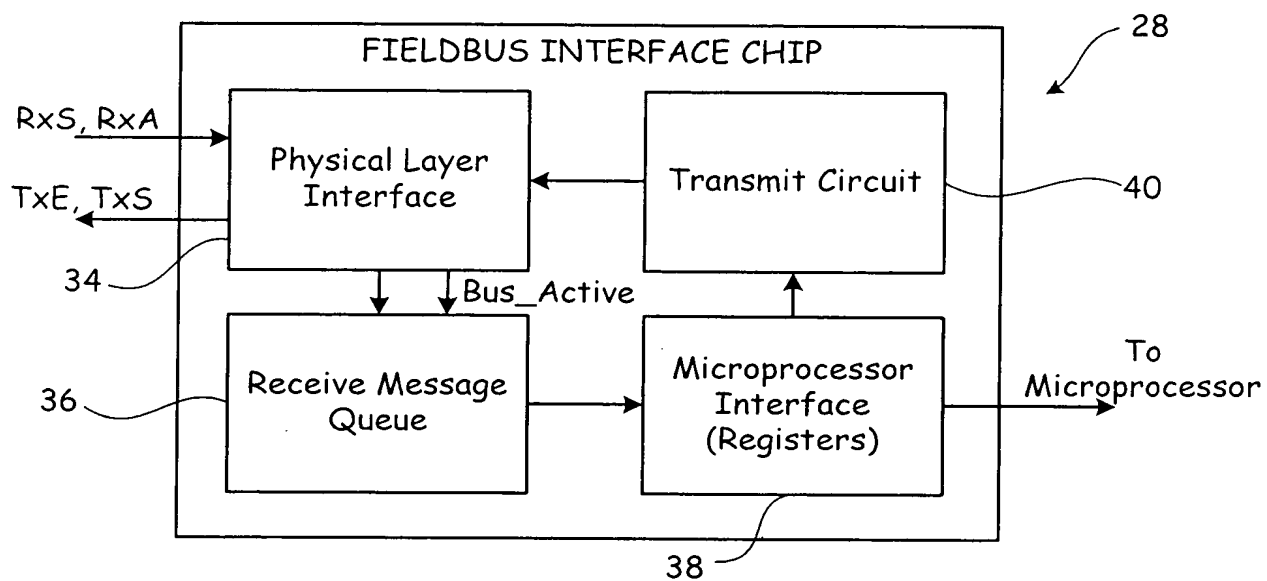 28
FIELDBUS INTERFACE CHIP
RxS, RxA
TxE, TxS
Physical Layer
Interface
Transmit Circuit
40
34
Bus_Active
Receive Message
Queue
36
Microprocessor
Interface
(Registers)
To
Microprocessor
38